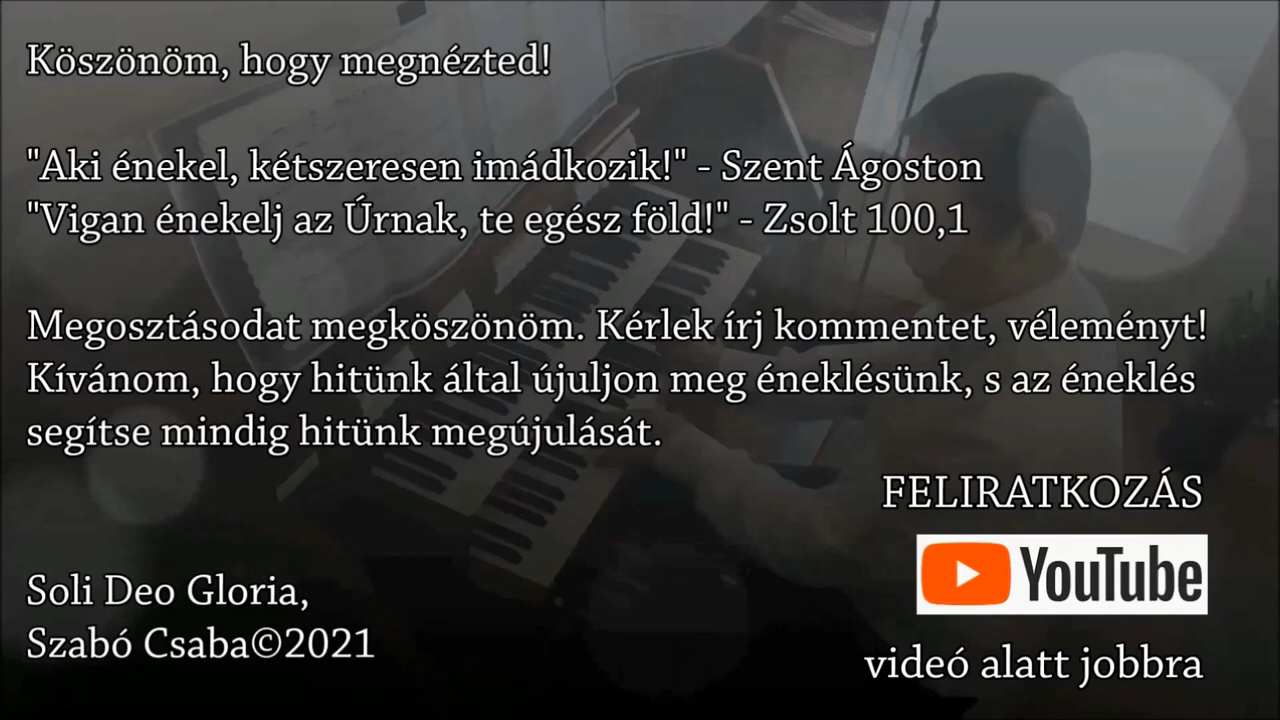 Köszönöm, hogy megnézted!
"Aki énekel, kétszeresen imádkozik!" - Szent Ágoston
"Vigan énekelj az Úrnak, te egész föld!" - Zsolt 100,1
Megosztásodat megköszönöm. Kérlek írj kommentet, véleményt!
Kívánom, hogy hitünk által újuljon meg éneklésünk, s az éneklés
segítse mindig hitünk megújulását.
FELIRATKOZÁS
YouTube
Soli Deo Gloria,
Szabó Csaba©2021
videó alatt jobbra